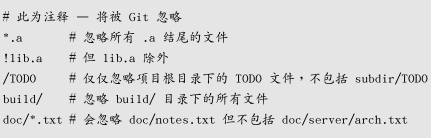 # 此为注释 — 将被 Git 忽略
*.a # 忽略所有 .a 结尾的文件
!lib.a # 但 lib.a 除外
/TODO # 仅仅忽略项目根目录下的 TODO 文件，不包括 subdir/TODO
build/ # 忽略 build/ 目录下的所有文件
doc/*.txt # 会忽略 doc/notes.txt 但不包括 doc/server/arch.txt